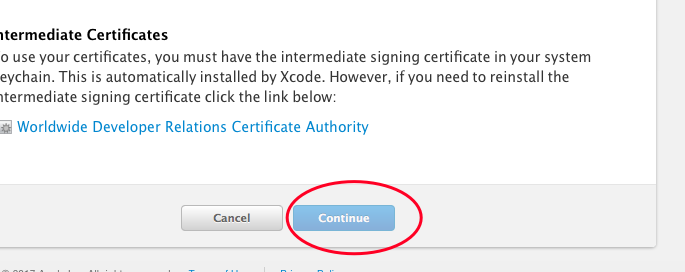 ntermediate Certificates
o use your certificates, you must have the intermediate signing certificate in your system
eychain. This is automatically installed by Xcode. However, if you need to reinstall the
ntermediate signing certificate click the link below:
Worldwide Developer Relations Certificate Authority
Cancel Continue